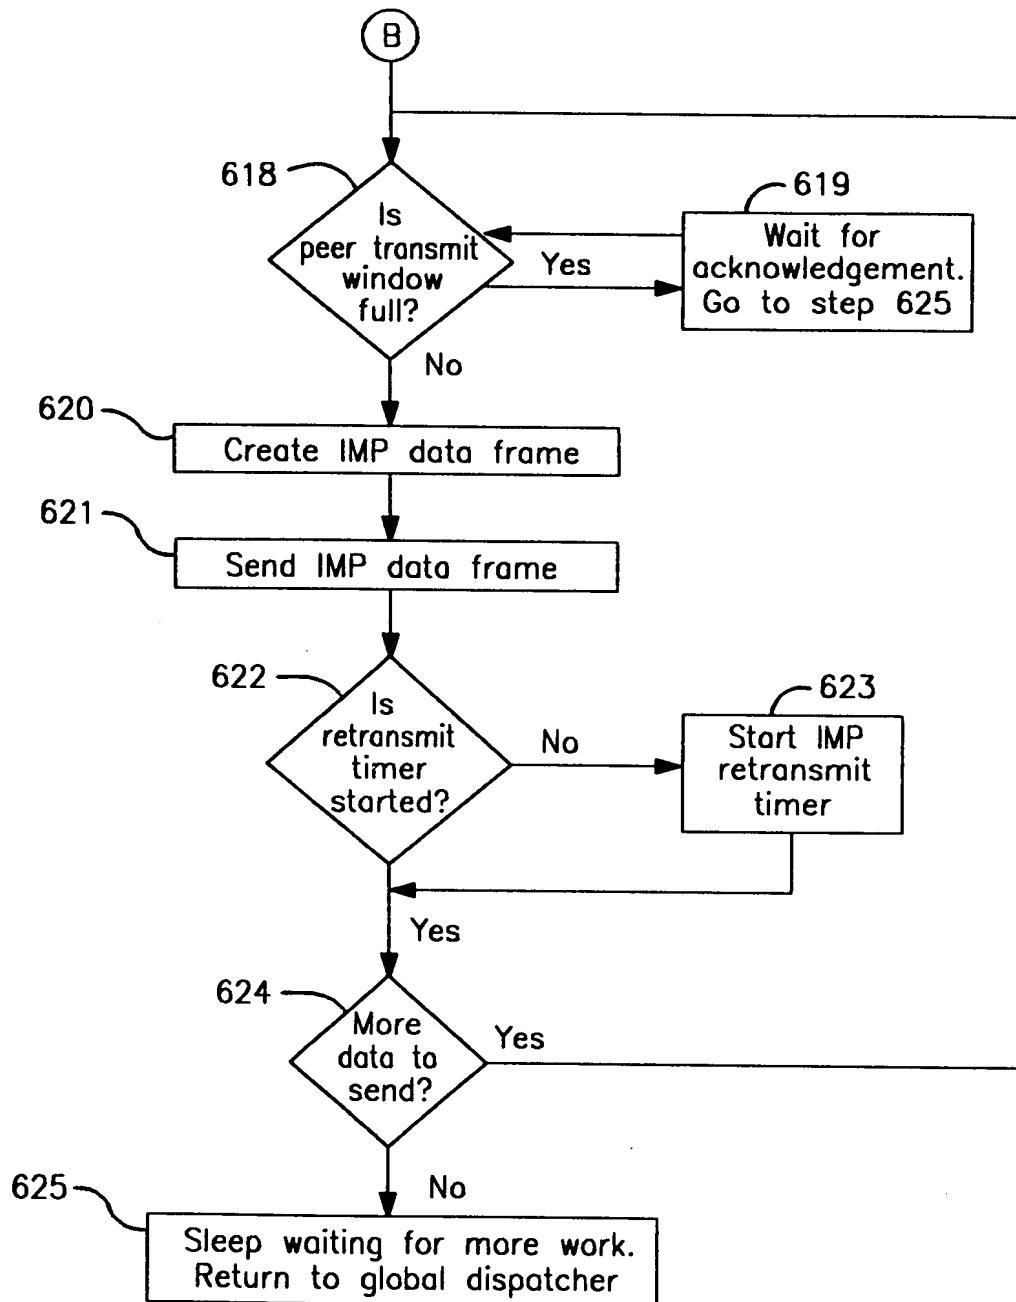 B
618
Is
peer transmit
window
full?
Yes
619
Wait for
acknowledgement.
Go to step 625
No
620
Create IMP data frame
621
Send IMP data frame
622
Is
retransmit
timer
started?
No
623
Start IMP
retransmit
timer
Yes
624
More
data to
send?
Yes
No
625
Sleep waiting for more work.
Return to global dispatcher